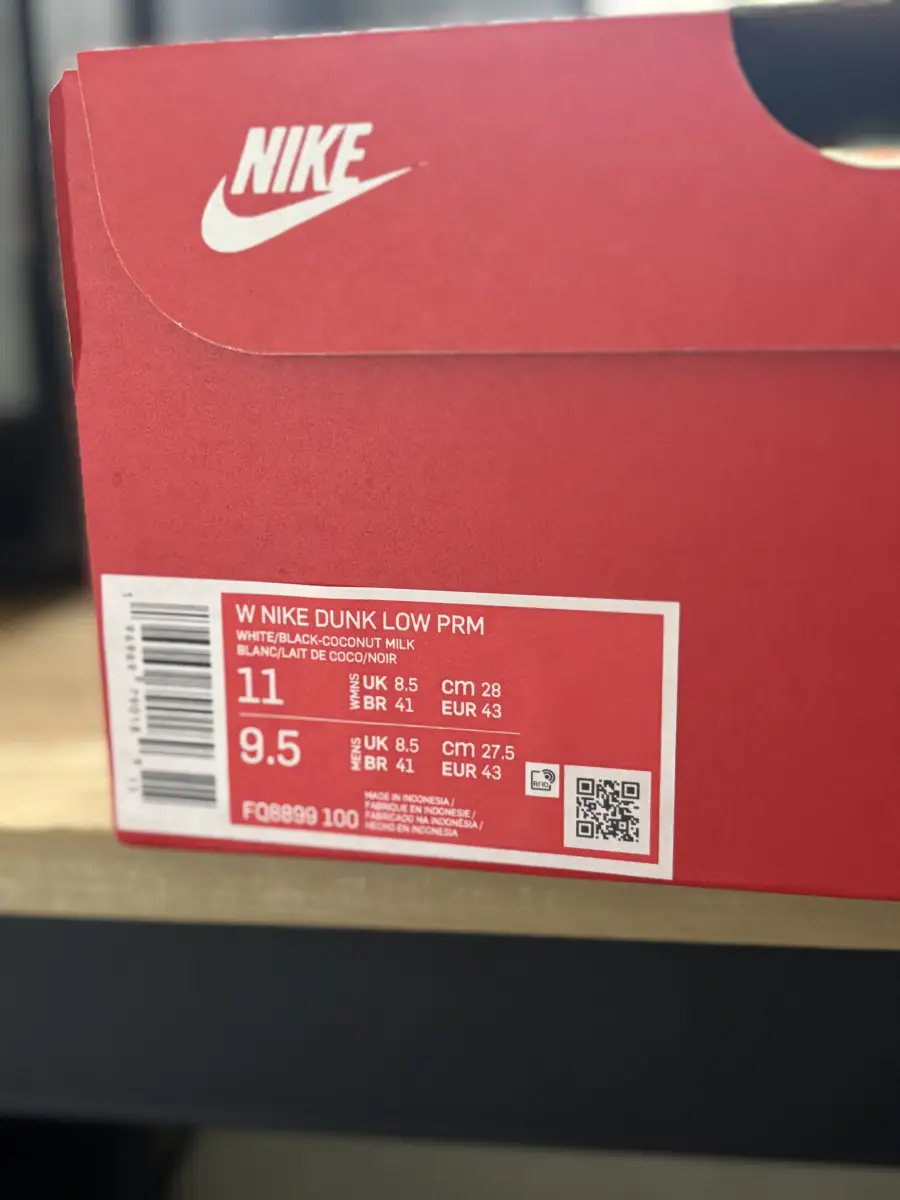 NIKE
W NIKE DUNK LOW PRM
WHITE/BLACK-COCONUT MILK
BLANC/LAIT DE COCO/NOIR
11
WMNS
UK 8.5 cm 28
BR 41 EUR 43
9.5
MENS
UK 8.5 cm 27.5
BR 41 EUR 43
RFID
FQ8899 100
MADE IN INDONESIA /
FABRIQUE EN INDONESIE /
FABRICADO NA INDONÉSIA /
HECHO EN INDONESIA